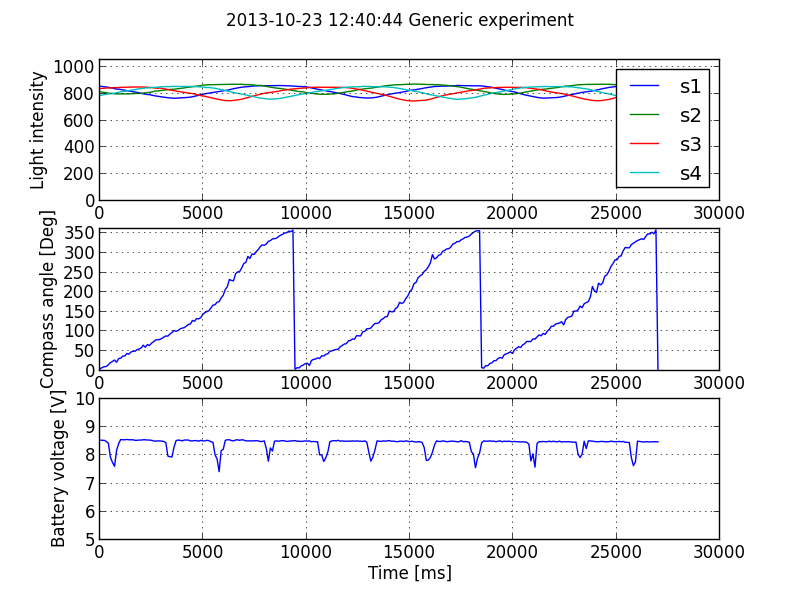 2013-10-23 12:40:44 Generic experiment
Light intensity
1000
800
600
400
200
0
s1
s2
s3
s4
0 5000 10000 15000 20000 25000 30000
Compass angle [Deg]
350
300
250
200
150
100
50
0
0 5000 10000 15000 20000 25000 30000
Battery voltage [V]
10
9
8
7
6
5
0 5000 10000 15000 20000 25000 30000
Time [ms]